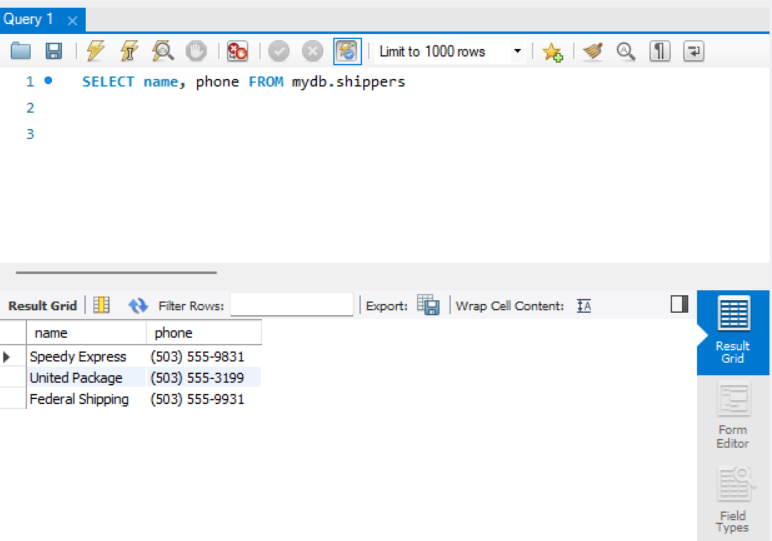 Query 1
Limit to 1000 rows
1 SELECT name, phone FROM mydb.shippers
2
3
Result Grid Filter Rows: Export: Wrap Cell Content: IA
name phone
Speedy Express (503) 555-9831
United Package (503) 555-3199
Federal Shipping (503) 555-9931
Result
Grid
Form
Editor
Field
Types